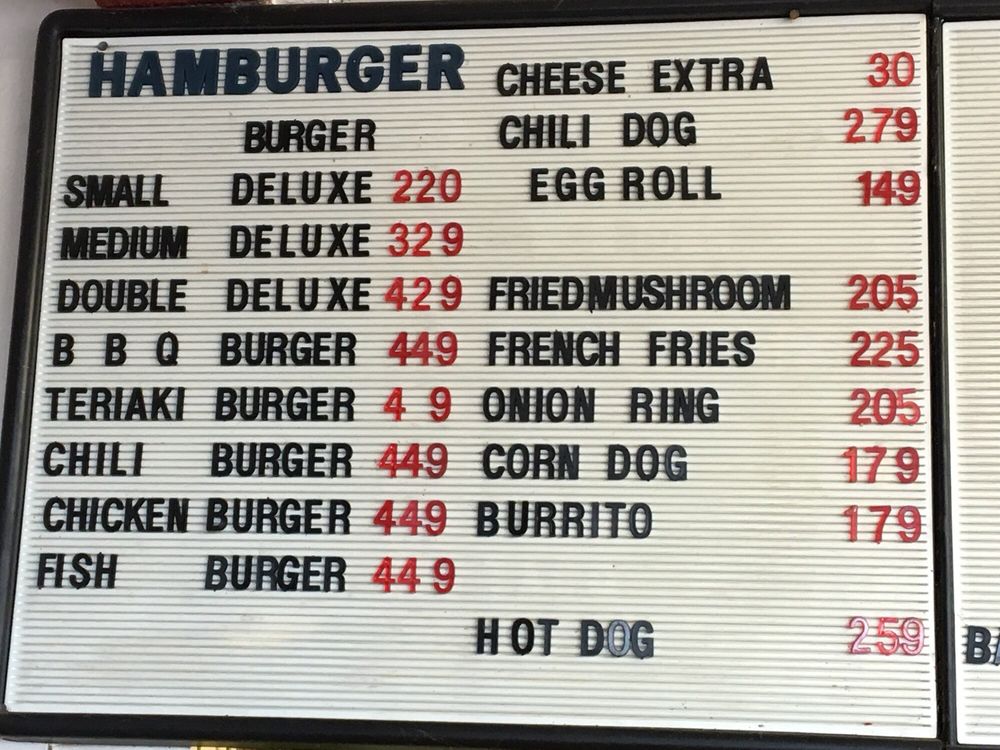 HAMBURGER CHEESE EXTRA 30
BURGER CHILI DOG 279
SMALL DELUXE 220 EGG ROLL 149
MEDIUM DELUXE 329
DOUBLE DELUXE 429 FRIEDMUSHROOM 205
B B Q BURGER 449 FRENCH FRIES 225
TERIAKI BURGER 4 9 ONION RING 205
CHILI BURGER 449 CORN DOG 179
CHICKEN BURGER 449 BURRITO 179
FISH BURGER 449
HOT DOG 259